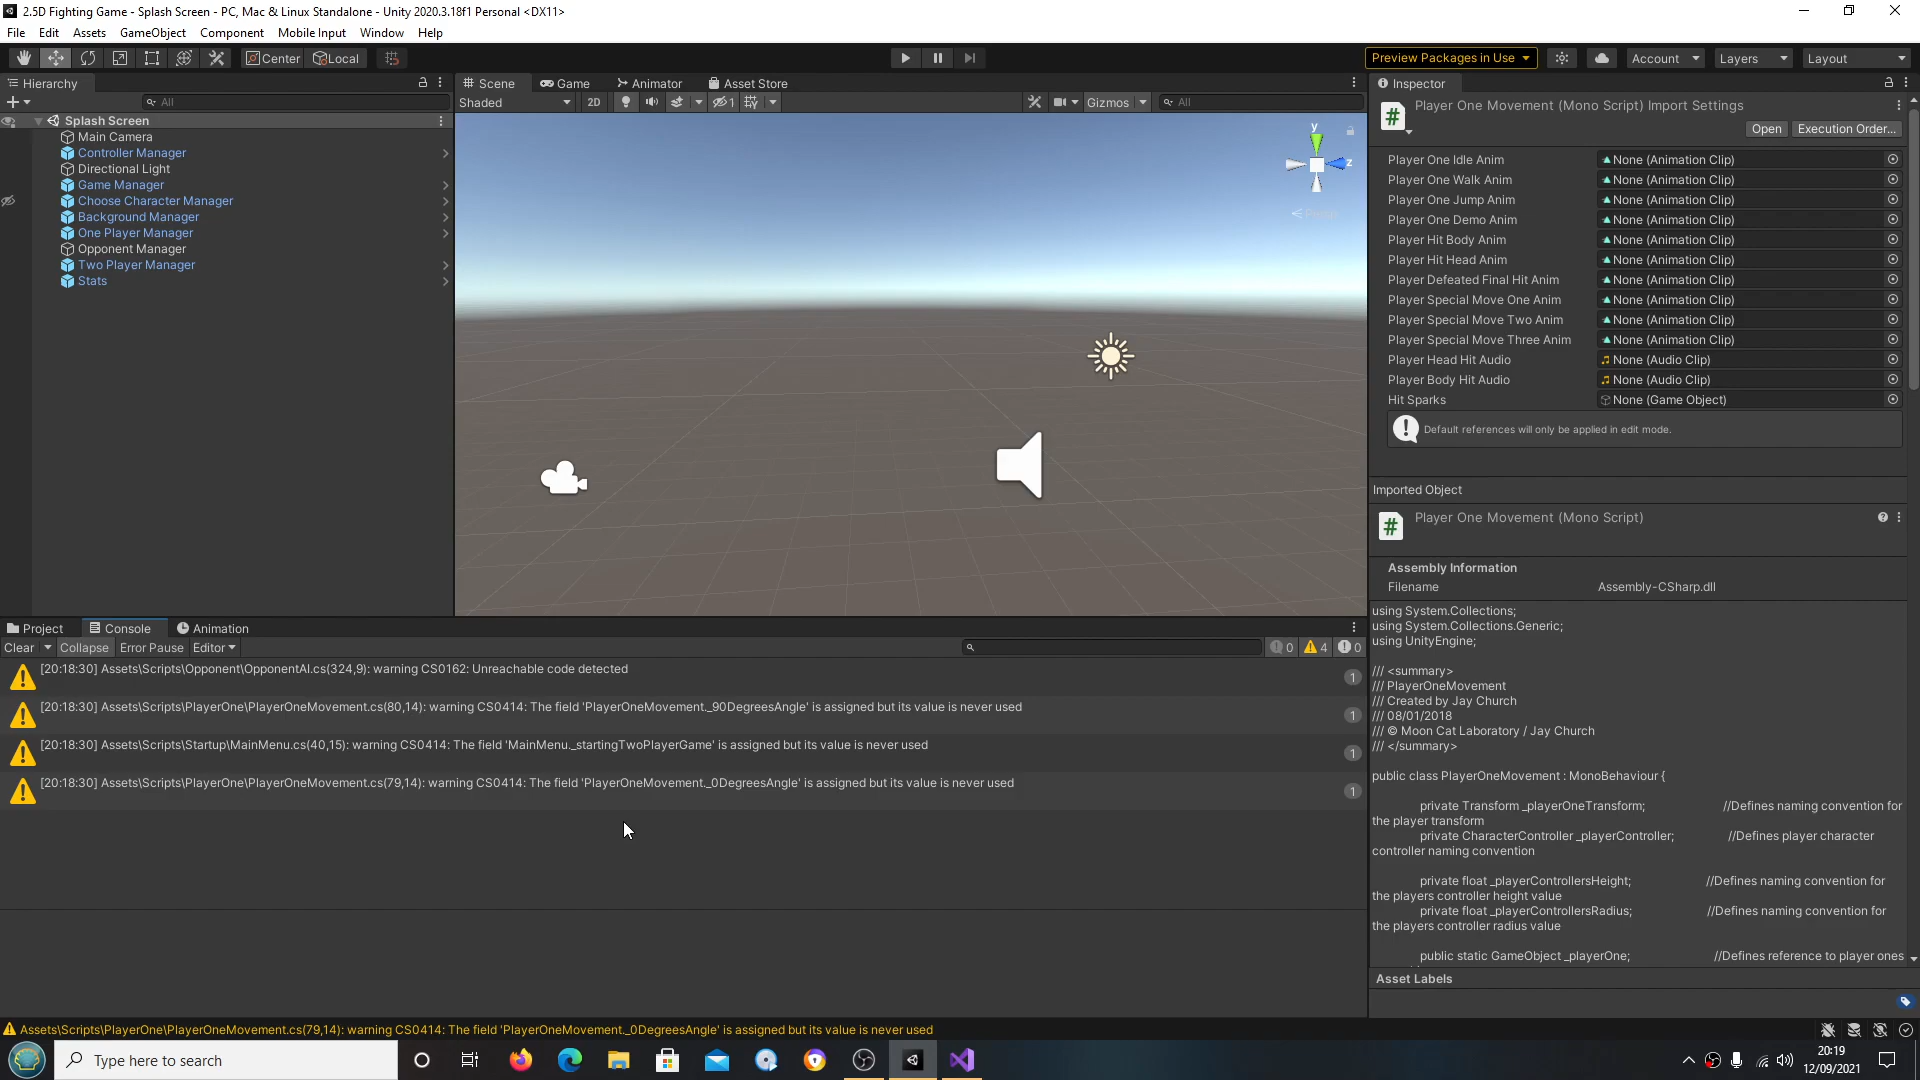 2.5D Fighting Game - Splash Screen - PC, Mac & Linux Standalone - Unity 2020.3.18f1 Personal <DX11>
File Edit Assets GameObject Component Mobile Input Window Help
Center Local Preview Packages in Use Account Layers Layout
Hierarchy
All
Splash Screen
Main Camera
Controller Manager
Directional Light
Game Manager
Choose Character Manager
Background Manager
One Player Manager
Opponent Manager
Two Player Manager
Stats
Scene Game Animator Asset Store
Shaded 2D 1 Gizmos All
y
z
Inspector
Player One Movement (Mono Script) Import Settings
Open Execution Order...
Player One Idle Anim None (Animation Clip)
Player One Walk Anim None (Animation Clip)
Player One Jump Anim None (Animation Clip)
Player One Demo Anim None (Animation Clip)
Player Hit Body Anim None (Animation Clip)
Player Hit Head Anim None (Animation Clip)
Player Defeated Final Hit Anim None (Animation Clip)
Player Special Move One Anim None (Animation Clip)
Player Special Move Two Anim None (Animation Clip)
Player Special Move Three Anim None (Animation Clip)
Player Head Hit Audio None (Audio Clip)
Player Body Hit Audio None (Audio Clip)
Hit Sparks None (Game Object)
Default references will only be applied in edit mode.
Imported Object
Player One Movement (Mono Script)
Assembly Information
Filename Assembly-CSharp.dll
using System.Collections;
using System.Collections.Generic;
using UnityEngine;
/// <summary>
/// PlayerOneMovement
/// Created by Jay Church
/// 08/01/2018
/// © Moon Cat Laboratory / Jay Church
/// </summary>
public class PlayerOneMovement : MonoBehaviour {
private Transform _playerOneTransform; //Defines naming convention for
the player transform
private CharacterController _playerController; //Defines player character
controller naming convention
private float _playerControllersHeight; //Defines naming convention for
the players controller height value
private float _playerControllersRadius; //Defines naming convention for
the players controller radius value
public static GameObject _playerOne; //Defines reference to player ones
Asset Labels
Project Console Animation
Clear Collapse Error Pause Editor 0 4 0
[20:18:30] Assets\Scripts\Opponent\OpponentAI.cs(324,9): warning CS0162: Unreachable code detected
1
[20:18:30] Assets\Scripts\PlayerOne\PlayerOneMovement.cs(80,14): warning CS0414: The field 'PlayerOneMovement._90DegreesAngle' is assigned but its value is never used
1
[20:18:30] Assets\Scripts\Startup\MainMenu.cs(40,15): warning CS0414: The field 'MainMenu._startingTwoPlayerGame' is assigned but its value is never used
1
[20:18:30] Assets\Scripts\PlayerOne\PlayerOneMovement.cs(79,14): warning CS0414: The field 'PlayerOneMovement._0DegreesAngle' is assigned but its value is never used
1
Assets\Scripts\PlayerOne\PlayerOneMovement.cs(79,14): warning CS0414: The field 'PlayerOneMovement._0DegreesAngle' is assigned but its value is never used
Type here to search
20:19
12/09/2021